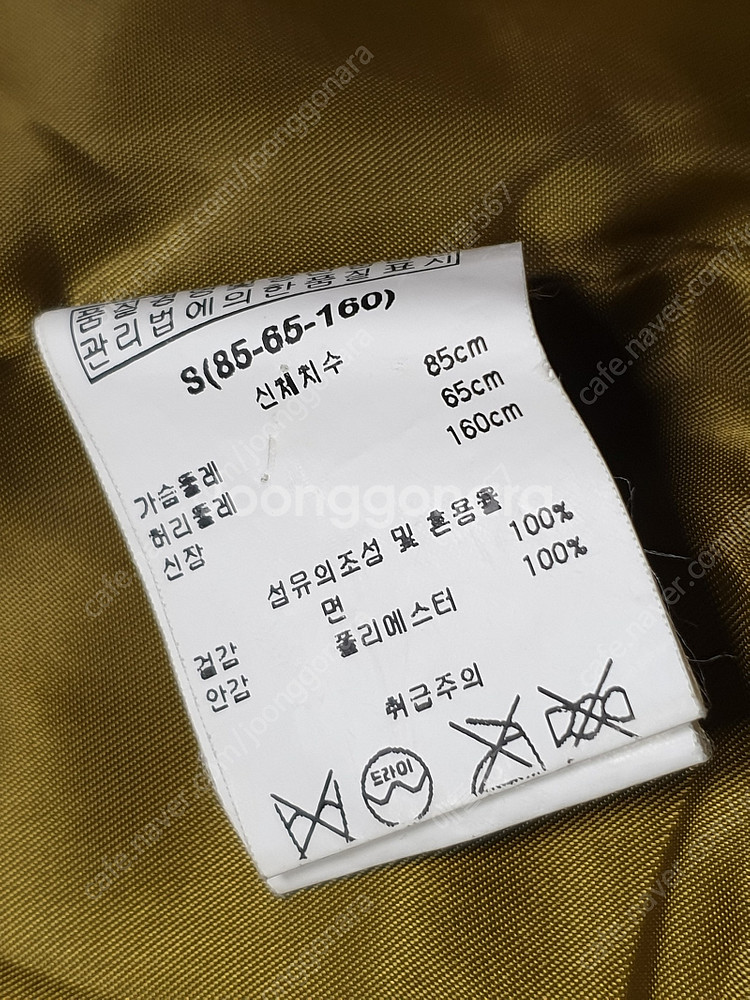 관리법에의한품질표시
S(85-65-160)
신체치수
가슴둘레 85cm
허리둘레 65cm
신장 160cm
섬유의조성 및 혼용율
겉감 면 100%
안감 폴리에스터 100%
취급주의
드라이
joonggonara